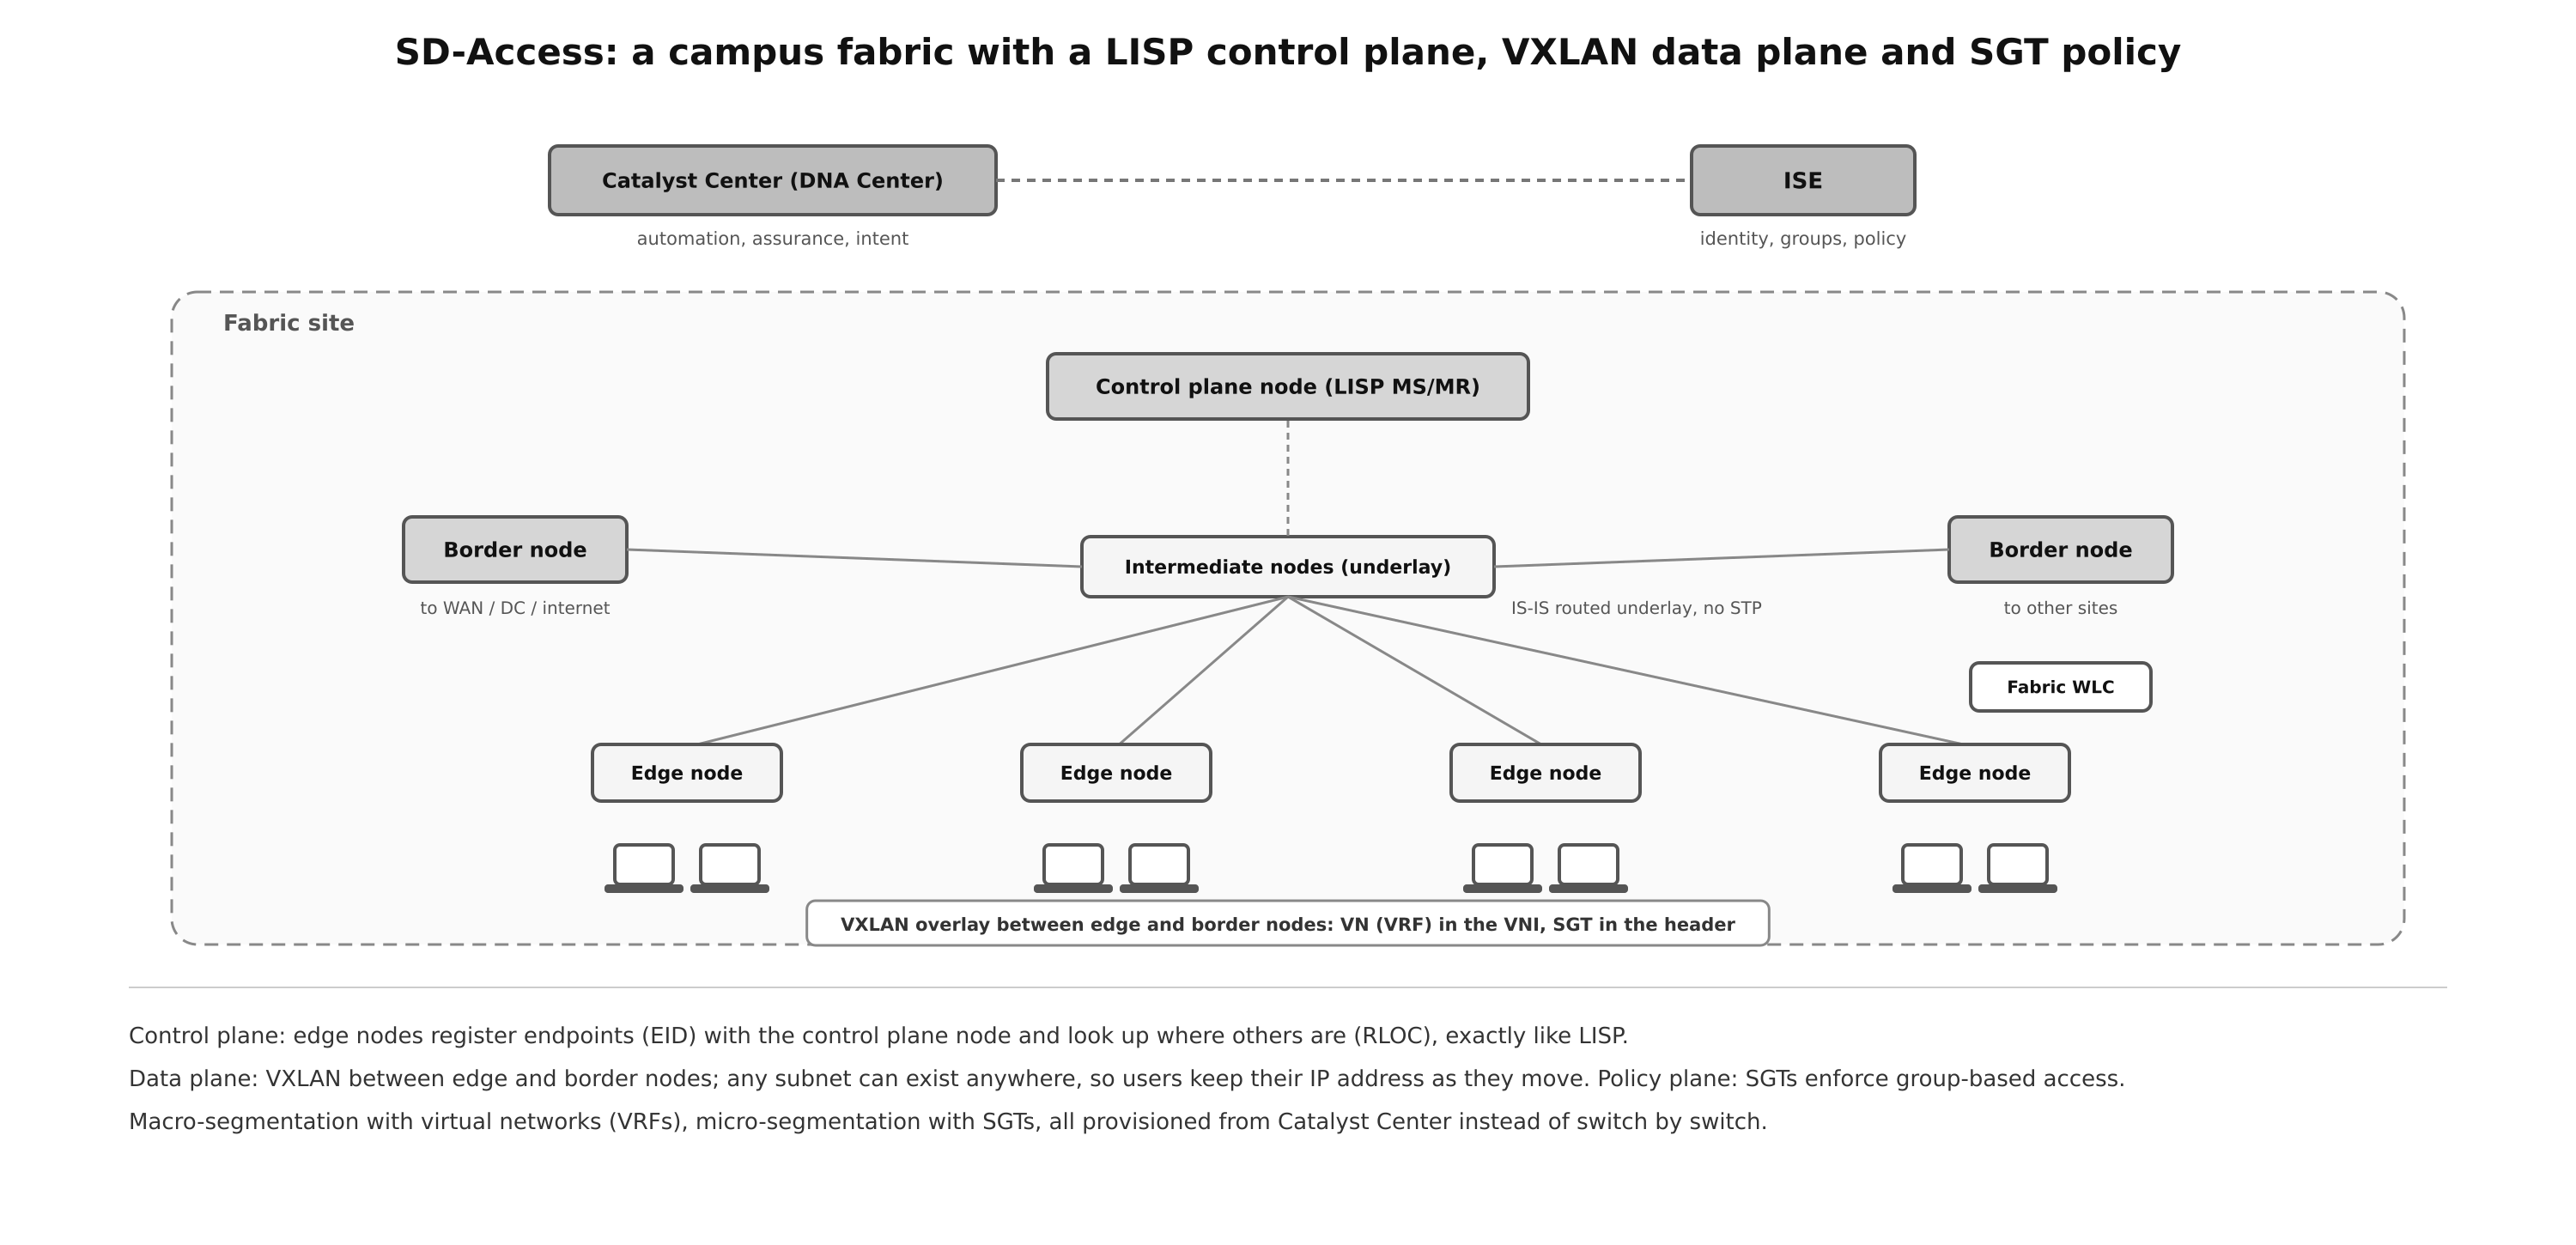 SD-Access: a campus fabric with a LISP control plane, VXLAN data plane and SGT policy
Catalyst Center (DNA Center)
ISE
automation, assurance, intent
identity, groups, policy
Fabric site
Control plane node (LISP MS/MR)
Border node
Intermediate nodes (underlay)
Border node
to WAN / DC / internet
IS-IS routed underlay, no STP
to other sites
Fabric WLC
Edge node
Edge node
Edge node
Edge node
VXLAN overlay between edge and border nodes: VN (VRF) in the VNI, SGT in the header
Control plane: edge nodes register endpoints (EID) with the control plane node and look up where others are (RLOC), exactly like LISP.
Data plane: VXLAN between edge and border nodes; any subnet can exist anywhere, so users keep their IP address as they move. Policy plane: SGTs enforce group-based access.
Macro-segmentation with virtual networks (VRFs), micro-segmentation with SGTs, all provisioned from Catalyst Center instead of switch by switch.